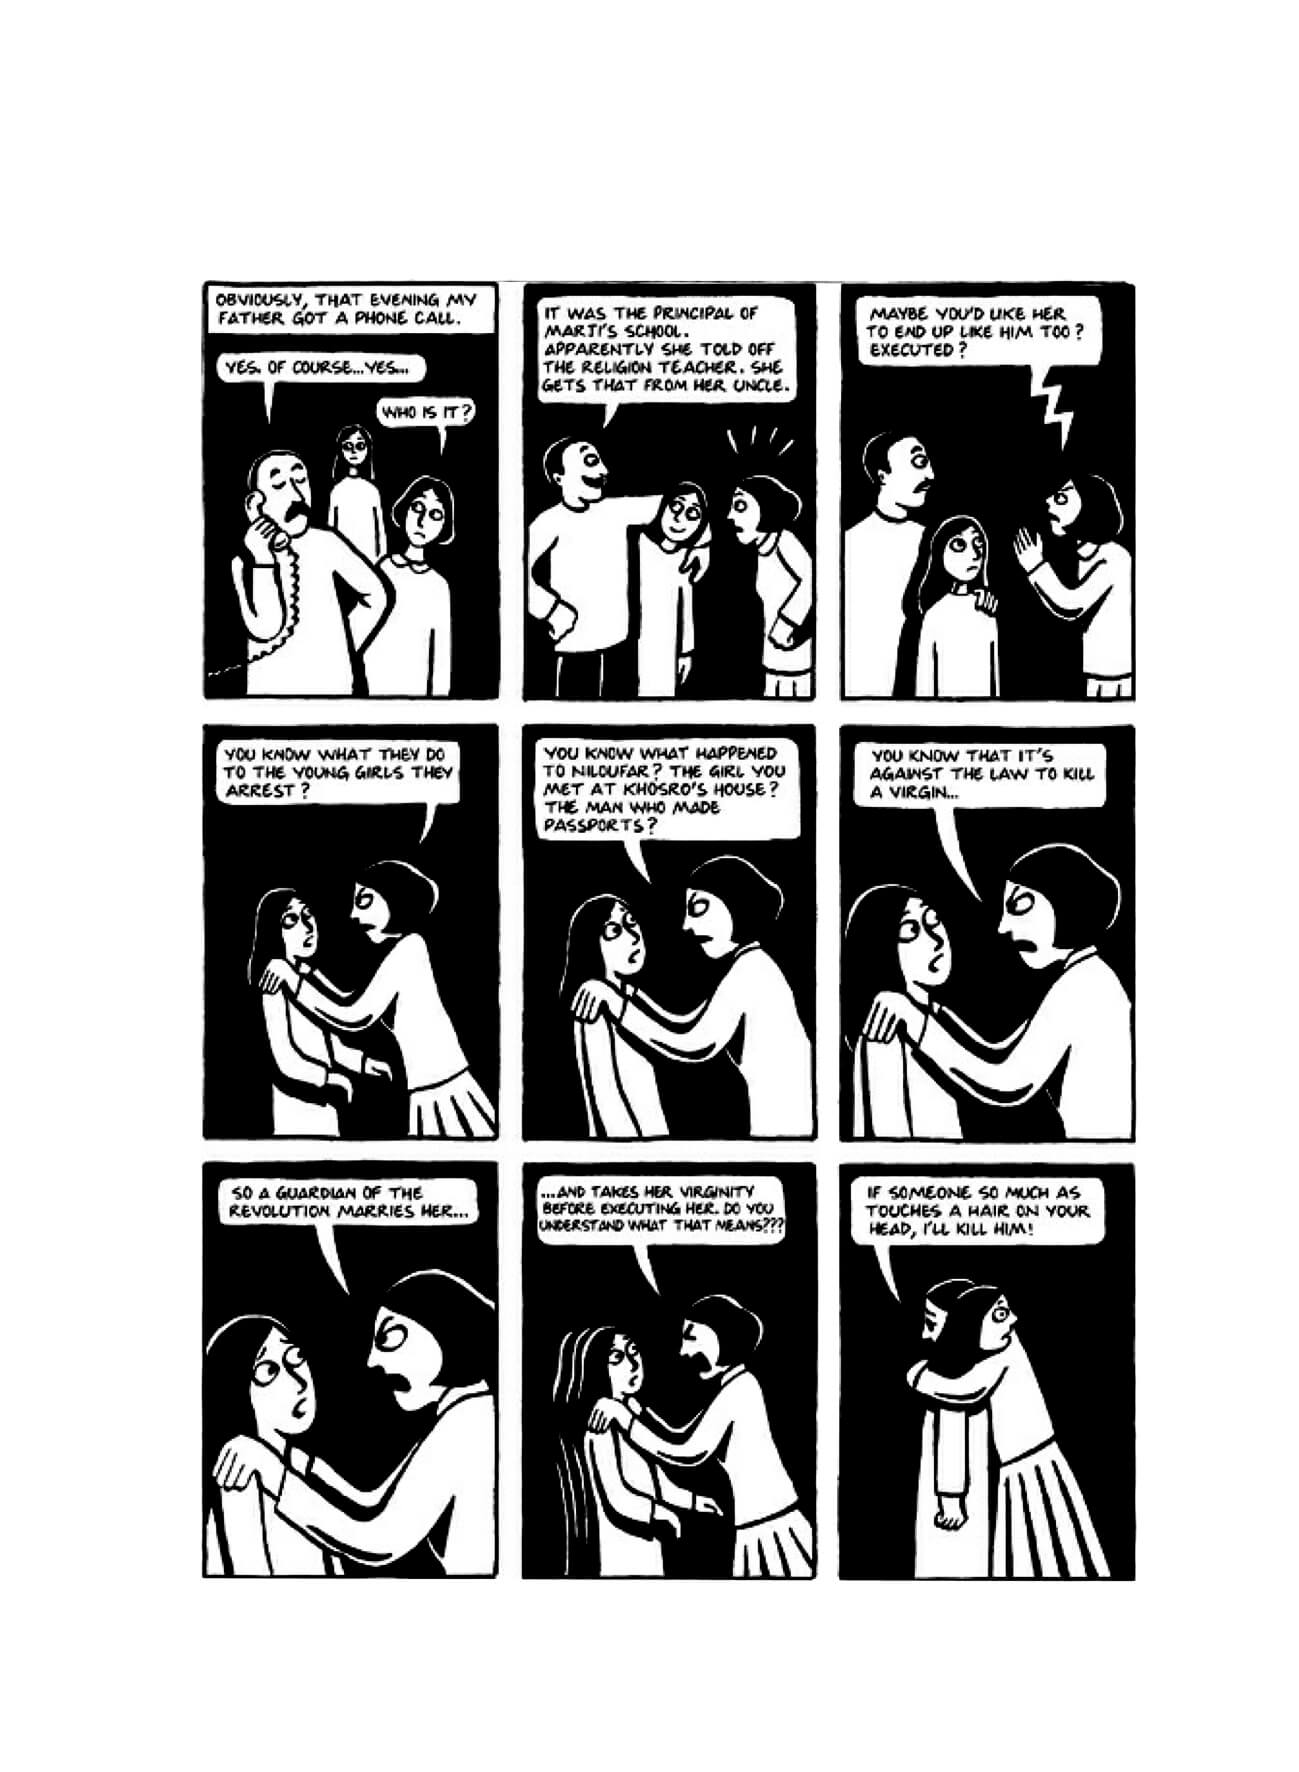 OBVIOUSLY, THAT EVENING MY
FATHER GOT A PHONE CALL.
YES. OF COURSE...YES...
WHO IS IT?
IT WAS THE PRINCIPAL OF
MARTI'S SCHOOL.
APPARENTLY SHE TOLD OFF
THE RELIGION TEACHER. SHE
GETS THAT FROM HER UNCLE.
MAYBE YOU'D LIKE HER
TO END UP LIKE HIM TOO?
EXECUTED?
YOU KNOW WHAT THEY DO
TO THE YOUNG GIRLS THEY
ARREST?
YOU KNOW WHAT HAPPENED
TO NILOUFAR? THE GIRL YOU
MET AT KHOSRO'S HOUSE?
THE MAN WHO MADE
PASSPORTS?
YOU KNOW THAT IT'S
AGAINST THE LAW TO KILL
A VIRGIN...
SO A GUARDIAN OF THE
REVOLUTION MARRIES HER...
...AND TAKES HER VIRGINITY
BEFORE EXECUTING HER. DO YOU
UNDERSTAND WHAT THAT MEANS???
IF SOMEONE SO MUCH AS
TOUCHES A HAIR ON YOUR
HEAD, I'LL KILL HIM!